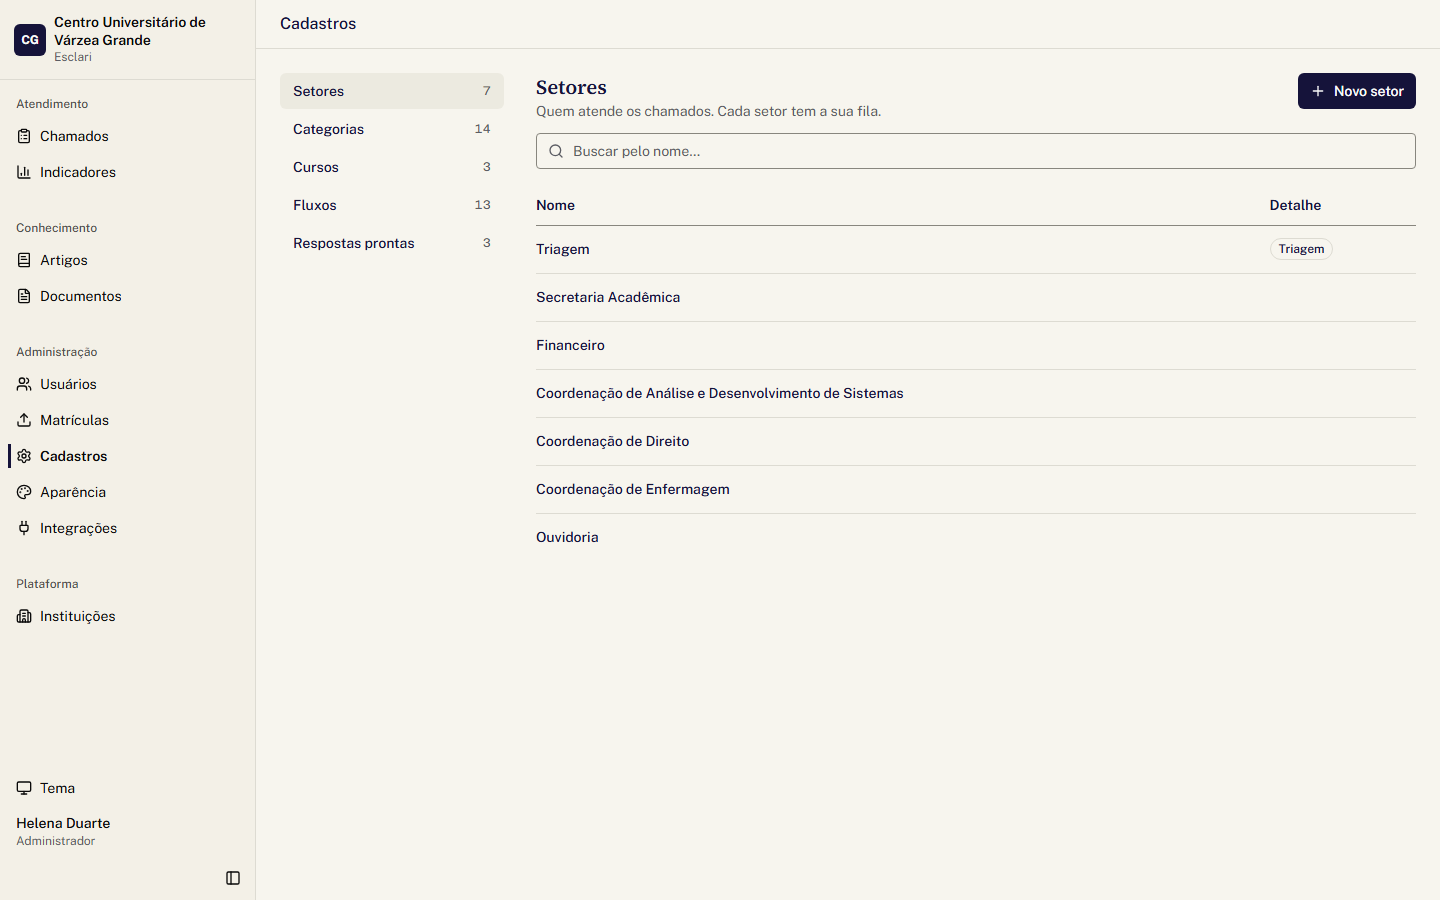 CG
Centro Universitário de
Várzea Grande
Esclari
Atendimento
Chamados
Indicadores
Conhecimento
Artigos
Documentos
Administração
Usuários
Matrículas
Cadastros
Aparência
Integrações
Plataforma
Instituições
Tema
Helena Duarte
Administrador
Cadastros
Setores 7
Categorias 14
Cursos 3
Fluxos 13
Respostas prontas 3
Setores
Quem atende os chamados. Cada setor tem a sua fila.
Novo setor
Buscar pelo nome...
Nome Detalhe
Triagem Triagem
Secretaria Acadêmica
Financeiro
Coordenação de Análise e Desenvolvimento de Sistemas
Coordenação de Direito
Coordenação de Enfermagem
Ouvidoria